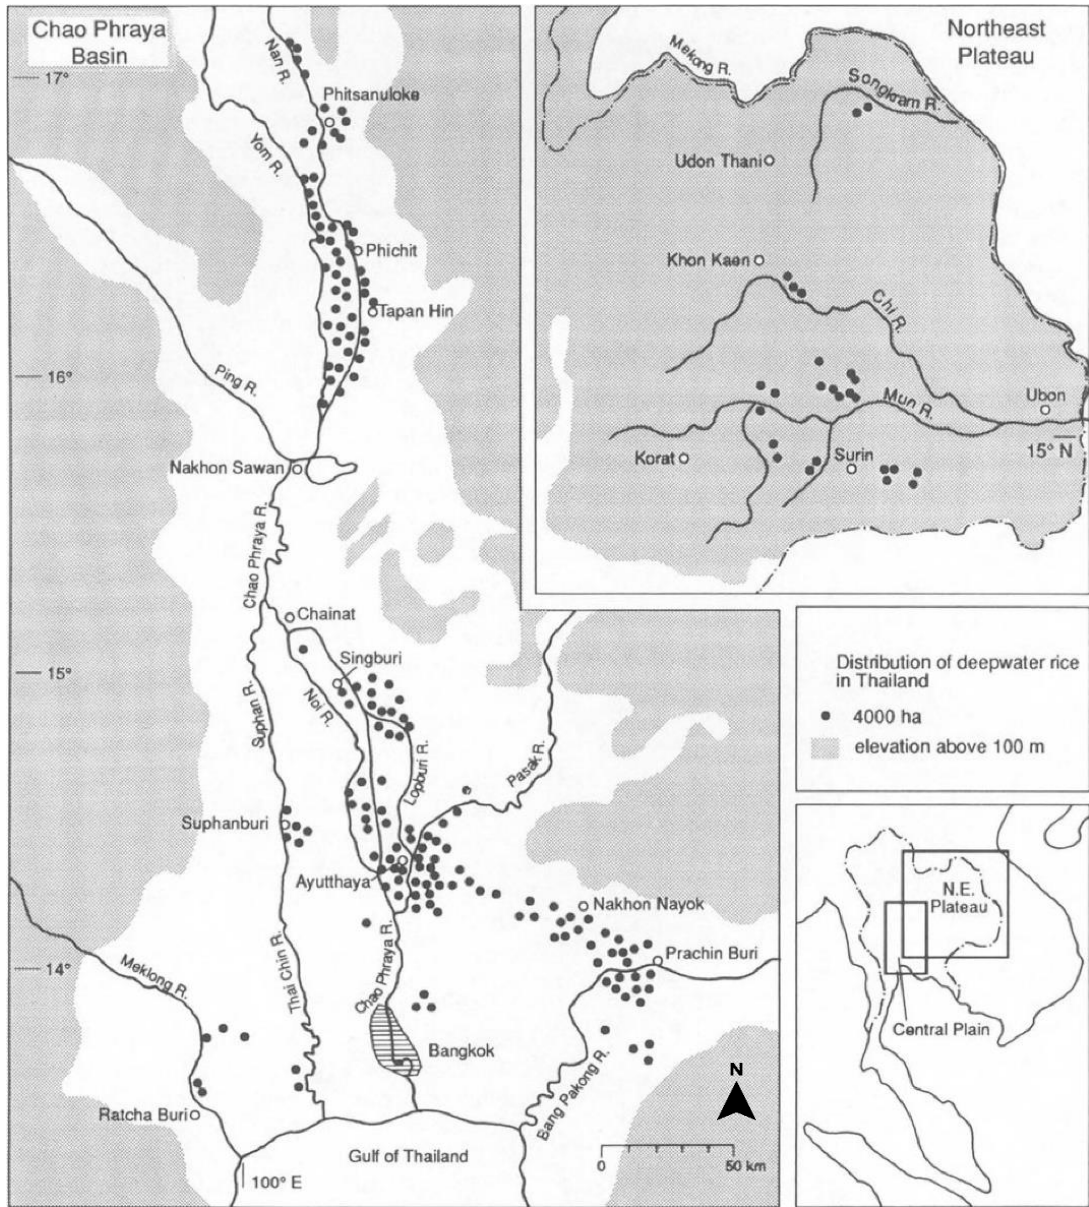 Chao Phraya
Basin
17°
16°
15°
14°
Nan R.
Phitsanuloke
Yom R.
Phichit
Tapan Hin
Ping R.
Nakhon Sawan
Chao Phraya R.
Chainat
Singburi
Noi R.
Suphan R.
Lopburi R.
Pasak R.
Suphanburi
Ayutthaya
Nakhon Nayok
Prachin Buri
Meklong R.
Thai Chin R.
Chao Phraya R.
Bangkok
Bang Pakong R.
Ratcha Buri
Gulf of Thailand
100° E
N
0
50 km
Northeast
Plateau
Mekong R.
Songkram R.
Udon Thani
Khon Kaen
Chi R.
Mun R.
Ubon
15° N
Korat
Surin
Distribution of deepwater rice
in Thailand
4000 ha
elevation above 100 m
N.E.
Plateau
Central Plain